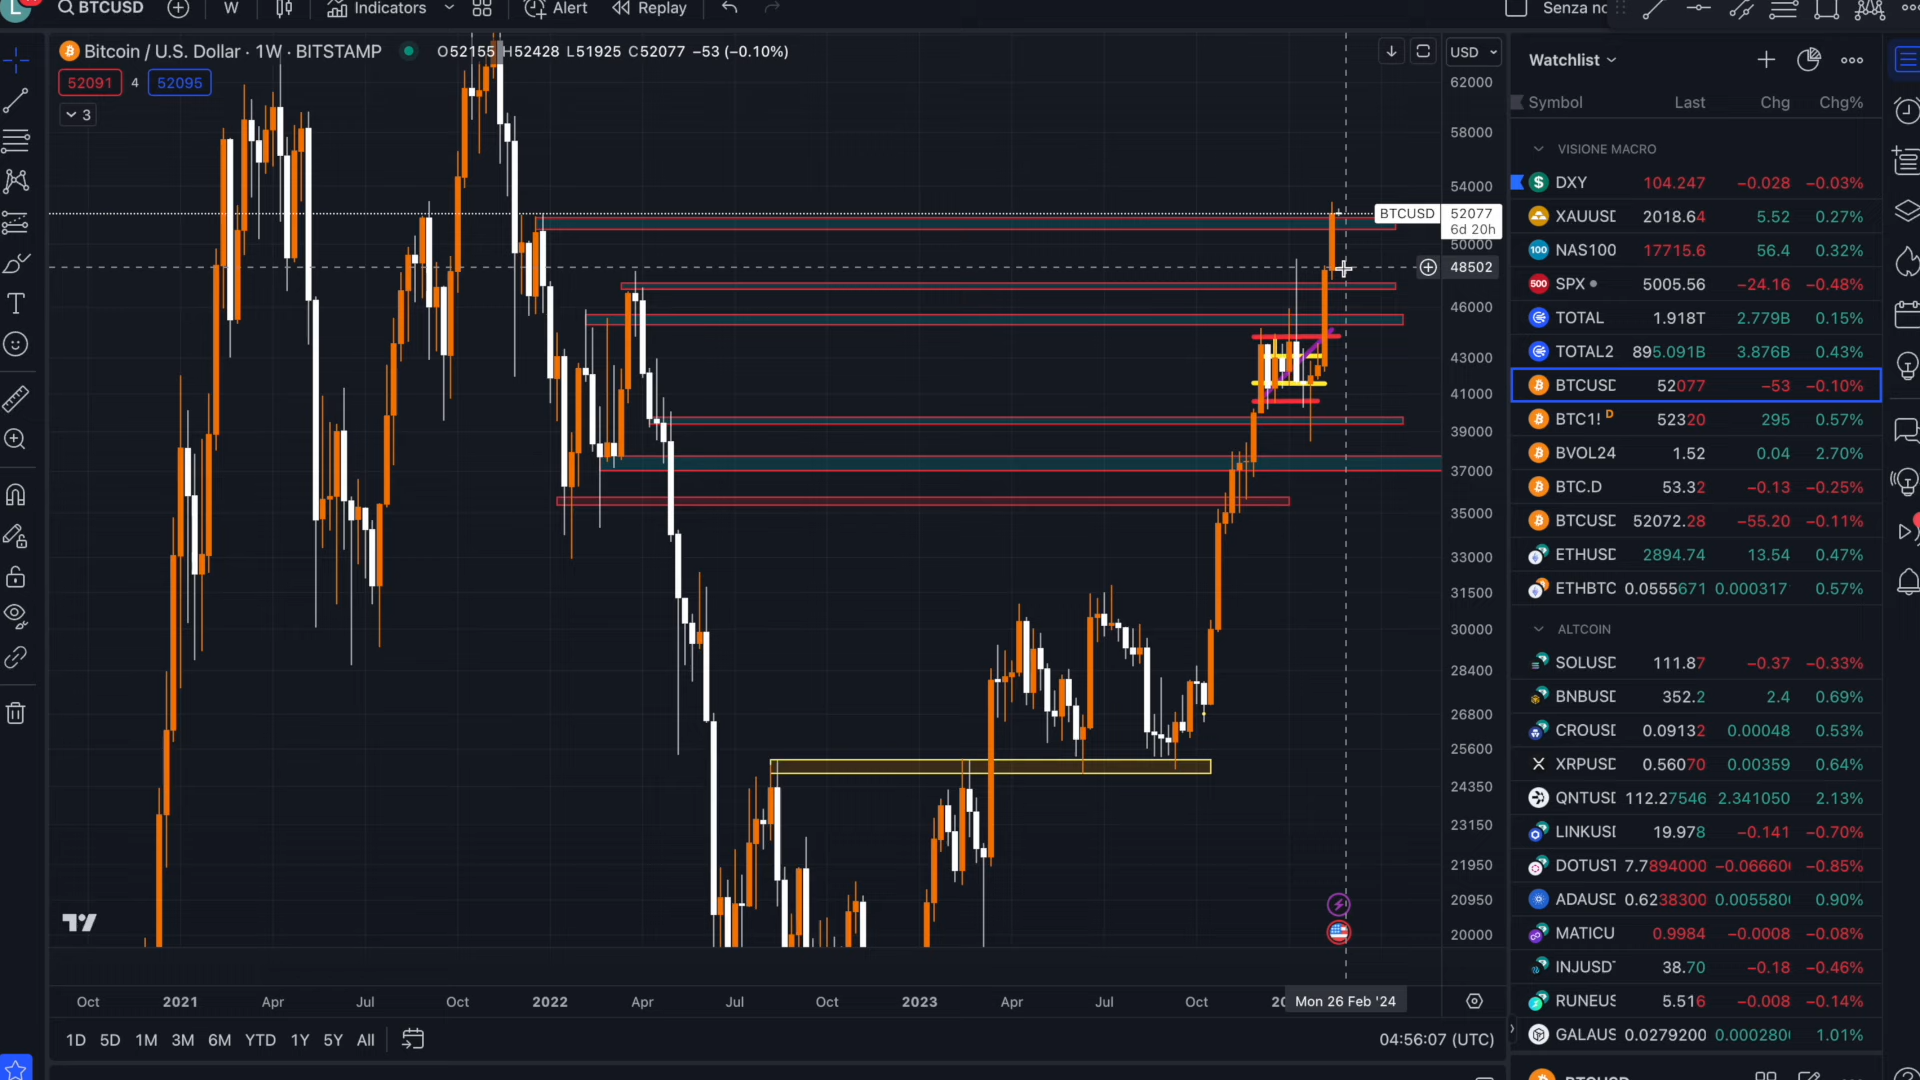 L BTCUSD W Indicators Alert Replay Senza no
Bitcoin / U.S. Dollar · 1W · BITSTAMP O52155 H52428 L51925 C52077 −53 (−0.10%)
52091 4 52095
3
USD
62000
58000
54000
BTCUSD 52077
6d 20h
50000
48502
46000
43000
41000
39000
37000
35000
33000
31500
30000
28400
26800
25600
24350
23150
21950
20950
20000
Oct 2021 Apr Jul Oct 2022 Apr Jul Oct 2023 Apr Jul Oct Mon 26 Feb '24
1D 5D 1M 3M 6M YTD 1Y 5Y All 04:56:07 (UTC)
Watchlist
Symbol Last Chg Chg%
VISIONE MACRO
DXY 104.247 −0.028 −0.03%
XAUUSD 2018.64 5.52 0.27%
100 NAS100 17715.6 56.4 0.32%
500 SPX 5005.56 −24.16 −0.48%
TOTAL 1.918T 2.779B 0.15%
TOTAL2 895.091B 3.876B 0.43%
BTCUSD 52077 −53 −0.10%
BTC1! D 52320 295 0.57%
BVOL24 1.52 0.04 2.70%
BTC.D 53.32 −0.13 −0.25%
BTCUSD 52072.28 −55.20 −0.11%
ETHUSD 2894.74 13.54 0.47%
ETHBTC 0.0555671 0.000317 0.57%
ALTCOIN
SOLUSD 111.87 −0.37 −0.33%
BNBUSD 352.2 2.4 0.69%
CROUSD 0.09132 0.00048 0.53%
XRPUSD 0.56070 0.00359 0.64%
QNTUSD 112.27546 2.341050 2.13%
LINKUSD 19.978 −0.141 −0.70%
DOTUST 7.7894000 −0.06660 −0.85%
ADAUSD 0.6238300 0.005580 0.90%
MATICU 0.9984 −0.0008 −0.08%
INJUSDT 38.70 −0.18 −0.46%
RUNEUS 5.516 −0.008 −0.14%
GALAUS 0.0279200 0.000280 1.01%